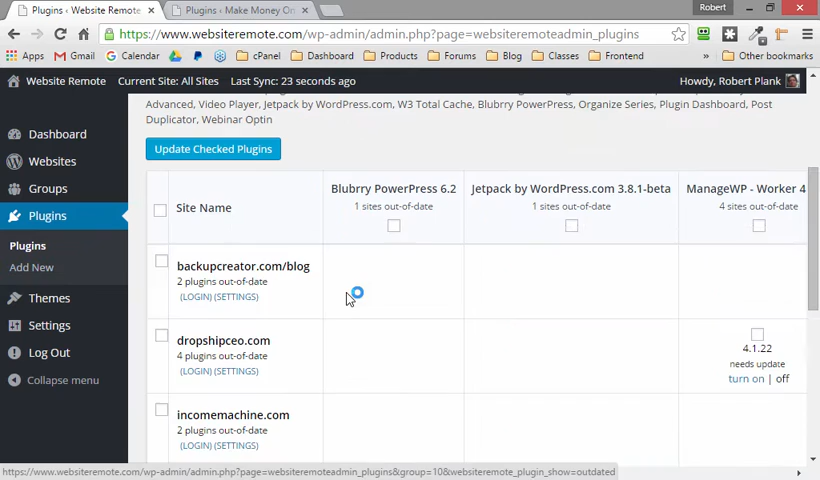 Plugins ‹ Website Remote
Plugins ‹ Make Money On
Robert
https://www.websiteremote.com/wp-admin/admin.php?page=websiteremoteadmin_plugins
Apps Gmail Calendar cPanel Dashboard Products Forums Blog Classes Frontend » Other bookmarks
Website Remote Current Site: All Sites Last Sync: 23 seconds ago Howdy, Robert Plank
Advanced, Video Player, Jetpack by WordPress.com, W3 Total Cache, Blubrry PowerPress, Organize Series, Plugin Dashboard, Post
Duplicator, Webinar Optin
Dashboard
Websites
Groups
Plugins
Plugins
Add New
Themes
Settings
Log Out
Collapse menu
Update Checked Plugins
Site Name
Blubrry PowerPress 6.2
1 sites out-of-date
Jetpack by WordPress.com 3.8.1-beta
1 sites out-of-date
ManageWP - Worker 4
4 sites out-of-date
backupcreator.com/blog
2 plugins out-of-date
(LOGIN) (SETTINGS)
dropshipceo.com
4 plugins out-of-date
(LOGIN) (SETTINGS)
4.1.22
needs update
turn on | off
incomemachine.com
2 plugins out-of-date
(LOGIN) (SETTINGS)
https://www.websiteremote.com/wp-admin/admin.php?page=websiteremoteadmin_plugins&group=10&websiteremote_plugin_show=outdated